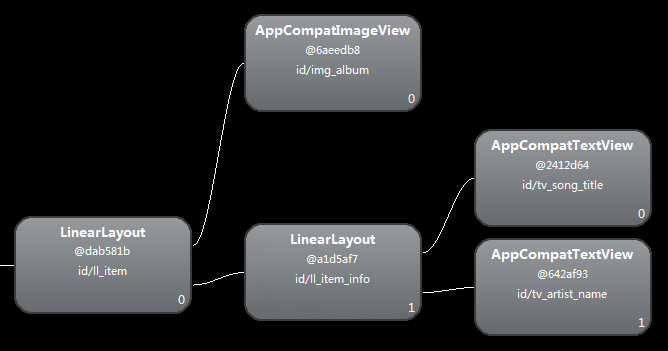 AppCompatImageView
@6aeedb8
id/img_album
0
AppCompatTextView
@2412d64
id/tv_song_title
0
LinearLayout
@dab581b
id/ll_item
0
LinearLayout
@a1d5af7
id/ll_item_info
1
AppCompatTextView
@642af93
id/tv_artist_name
1